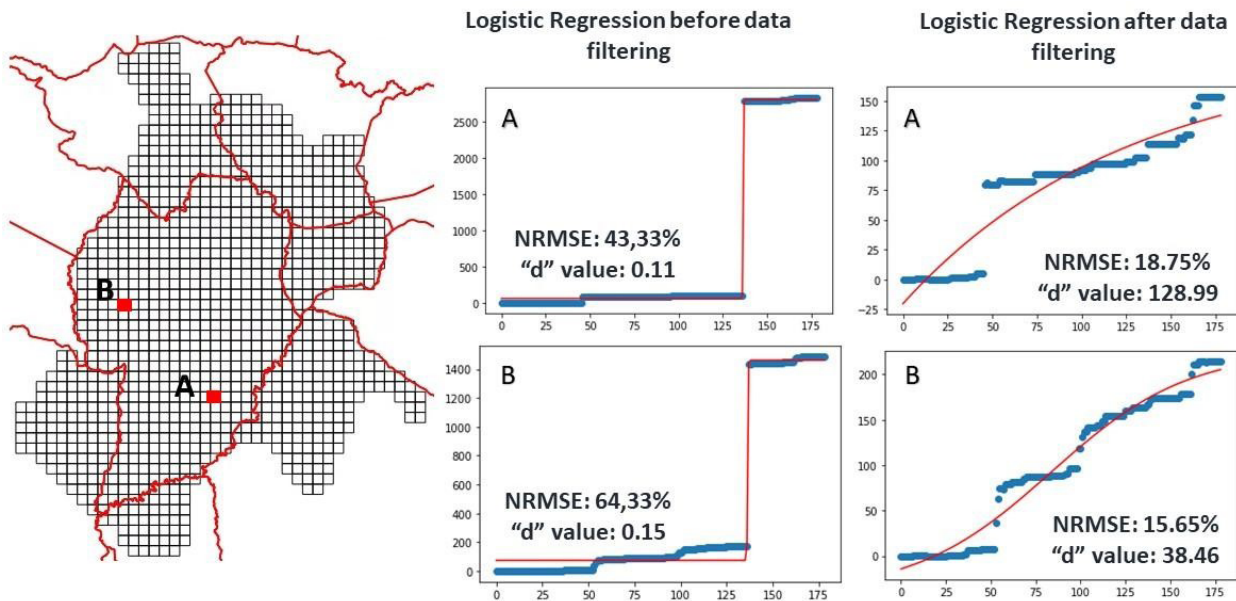 Logistic Regression before data
filtering
Logistic Regression after data
filtering
B
A
A
2500
2000
1500
1000
500
0
0 25 50 75 100 125 150 175
NRMSE: 43,33%
“d” value: 0.11
A
150
125
100
75
50
25
0
−25
0 25 50 75 100 125 150 175
NRMSE: 18.75%
“d” value: 128.99
B
1400
1200
1000
800
600
400
200
0
0 25 50 75 100 125 150 175
NRMSE: 64,33%
“d” value: 0.15
B
200
150
100
50
0
0 25 50 75 100 125 150 175
NRMSE: 15.65%
“d” value: 38.46